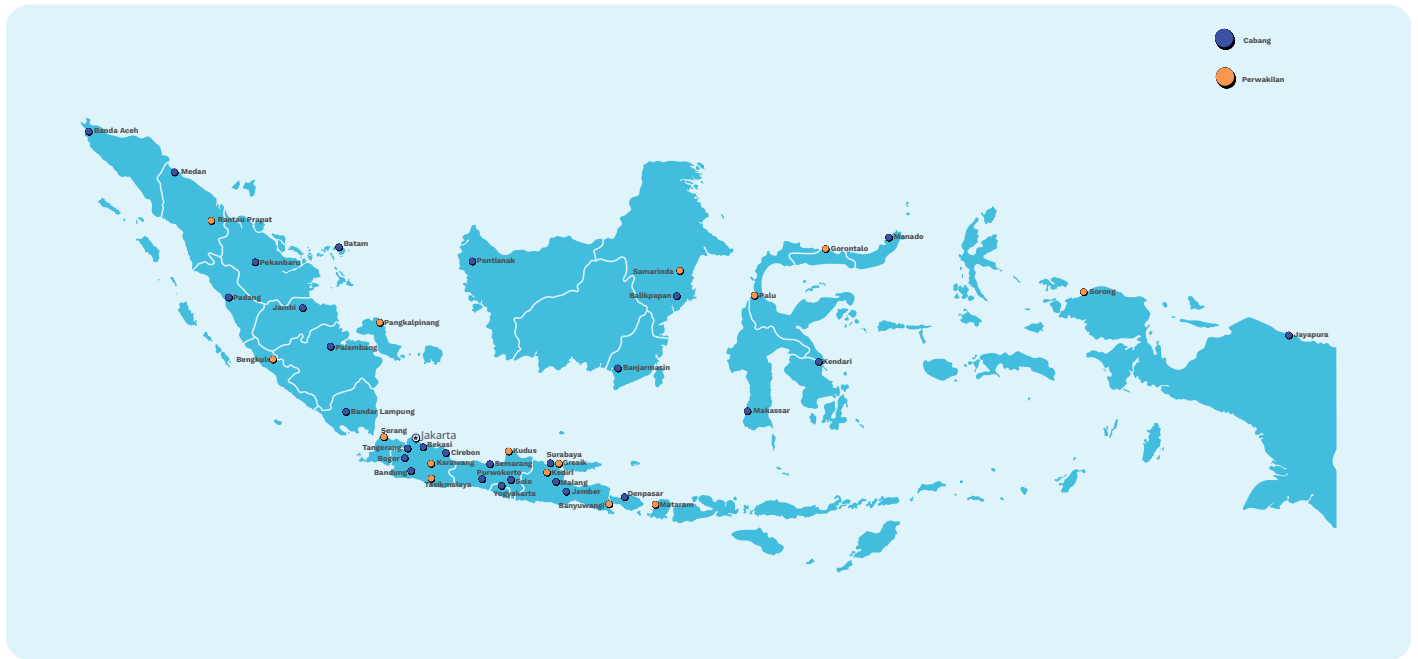 Cabang
Perwakilan
Banda Aceh
Medan
Rantau Prapat
Batam
Pekanbaru
Padang
Jambi
Pangkalpinang
Palembang
Bengkulu
Bandar Lampung
Pontianak
Samarinda
Balikpapan
Banjarmasin
Manado
Gorontalo
Palu
Kendari
Makassar
Sorong
Jayapura
Serang
Jakarta
Tangerang
Bekasi
Cirebon
Bogor
Karawang
Bandung
Tasikmalaya
Kudus
Semarang
Purwokerto
Solo
Yogyakarta
Surabaya
Gresik
Kediri
Malang
Jember
Banyuwangi
Denpasar
Mataram